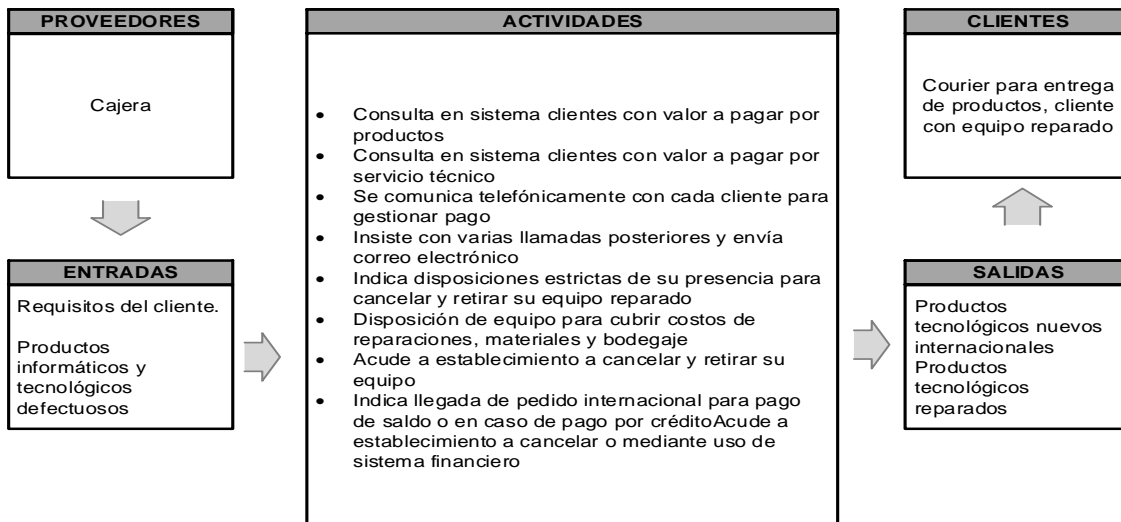 PROVEEDORES
Cajera
ENTRADAS
Requisitos del cliente.
Productos
informáticos y
tecnológicos
defectuosos
ACTIVIDADES
• Consulta en sistema clientes con valor a pagar por
productos
• Consulta en sistema clientes con valor a pagar por
servicio técnico
• Se comunica telefónicamente con cada cliente para
gestionar pago
• Insiste con varias llamadas posteriores y envía
correo electrónico
• Indica disposiciones estrictas de su presencia para
cancelar y retirar su equipo reparado
• Disposición de equipo para cubrir costos de
reparaciones, materiales y bodegaje
• Acude a establecimiento a cancelar y retirar su
equipo
• Indica llegada de pedido internacional para pago
de saldo o en caso de pago por créditoAcude a
establecimiento a cancelar o mediante uso de
sistema financiero
CLIENTES
Courier para entrega
de productos, cliente
con equipo reparado
SALIDAS
Productos
tecnológicos nuevos
internacionales
Productos
tecnológicos
reparados